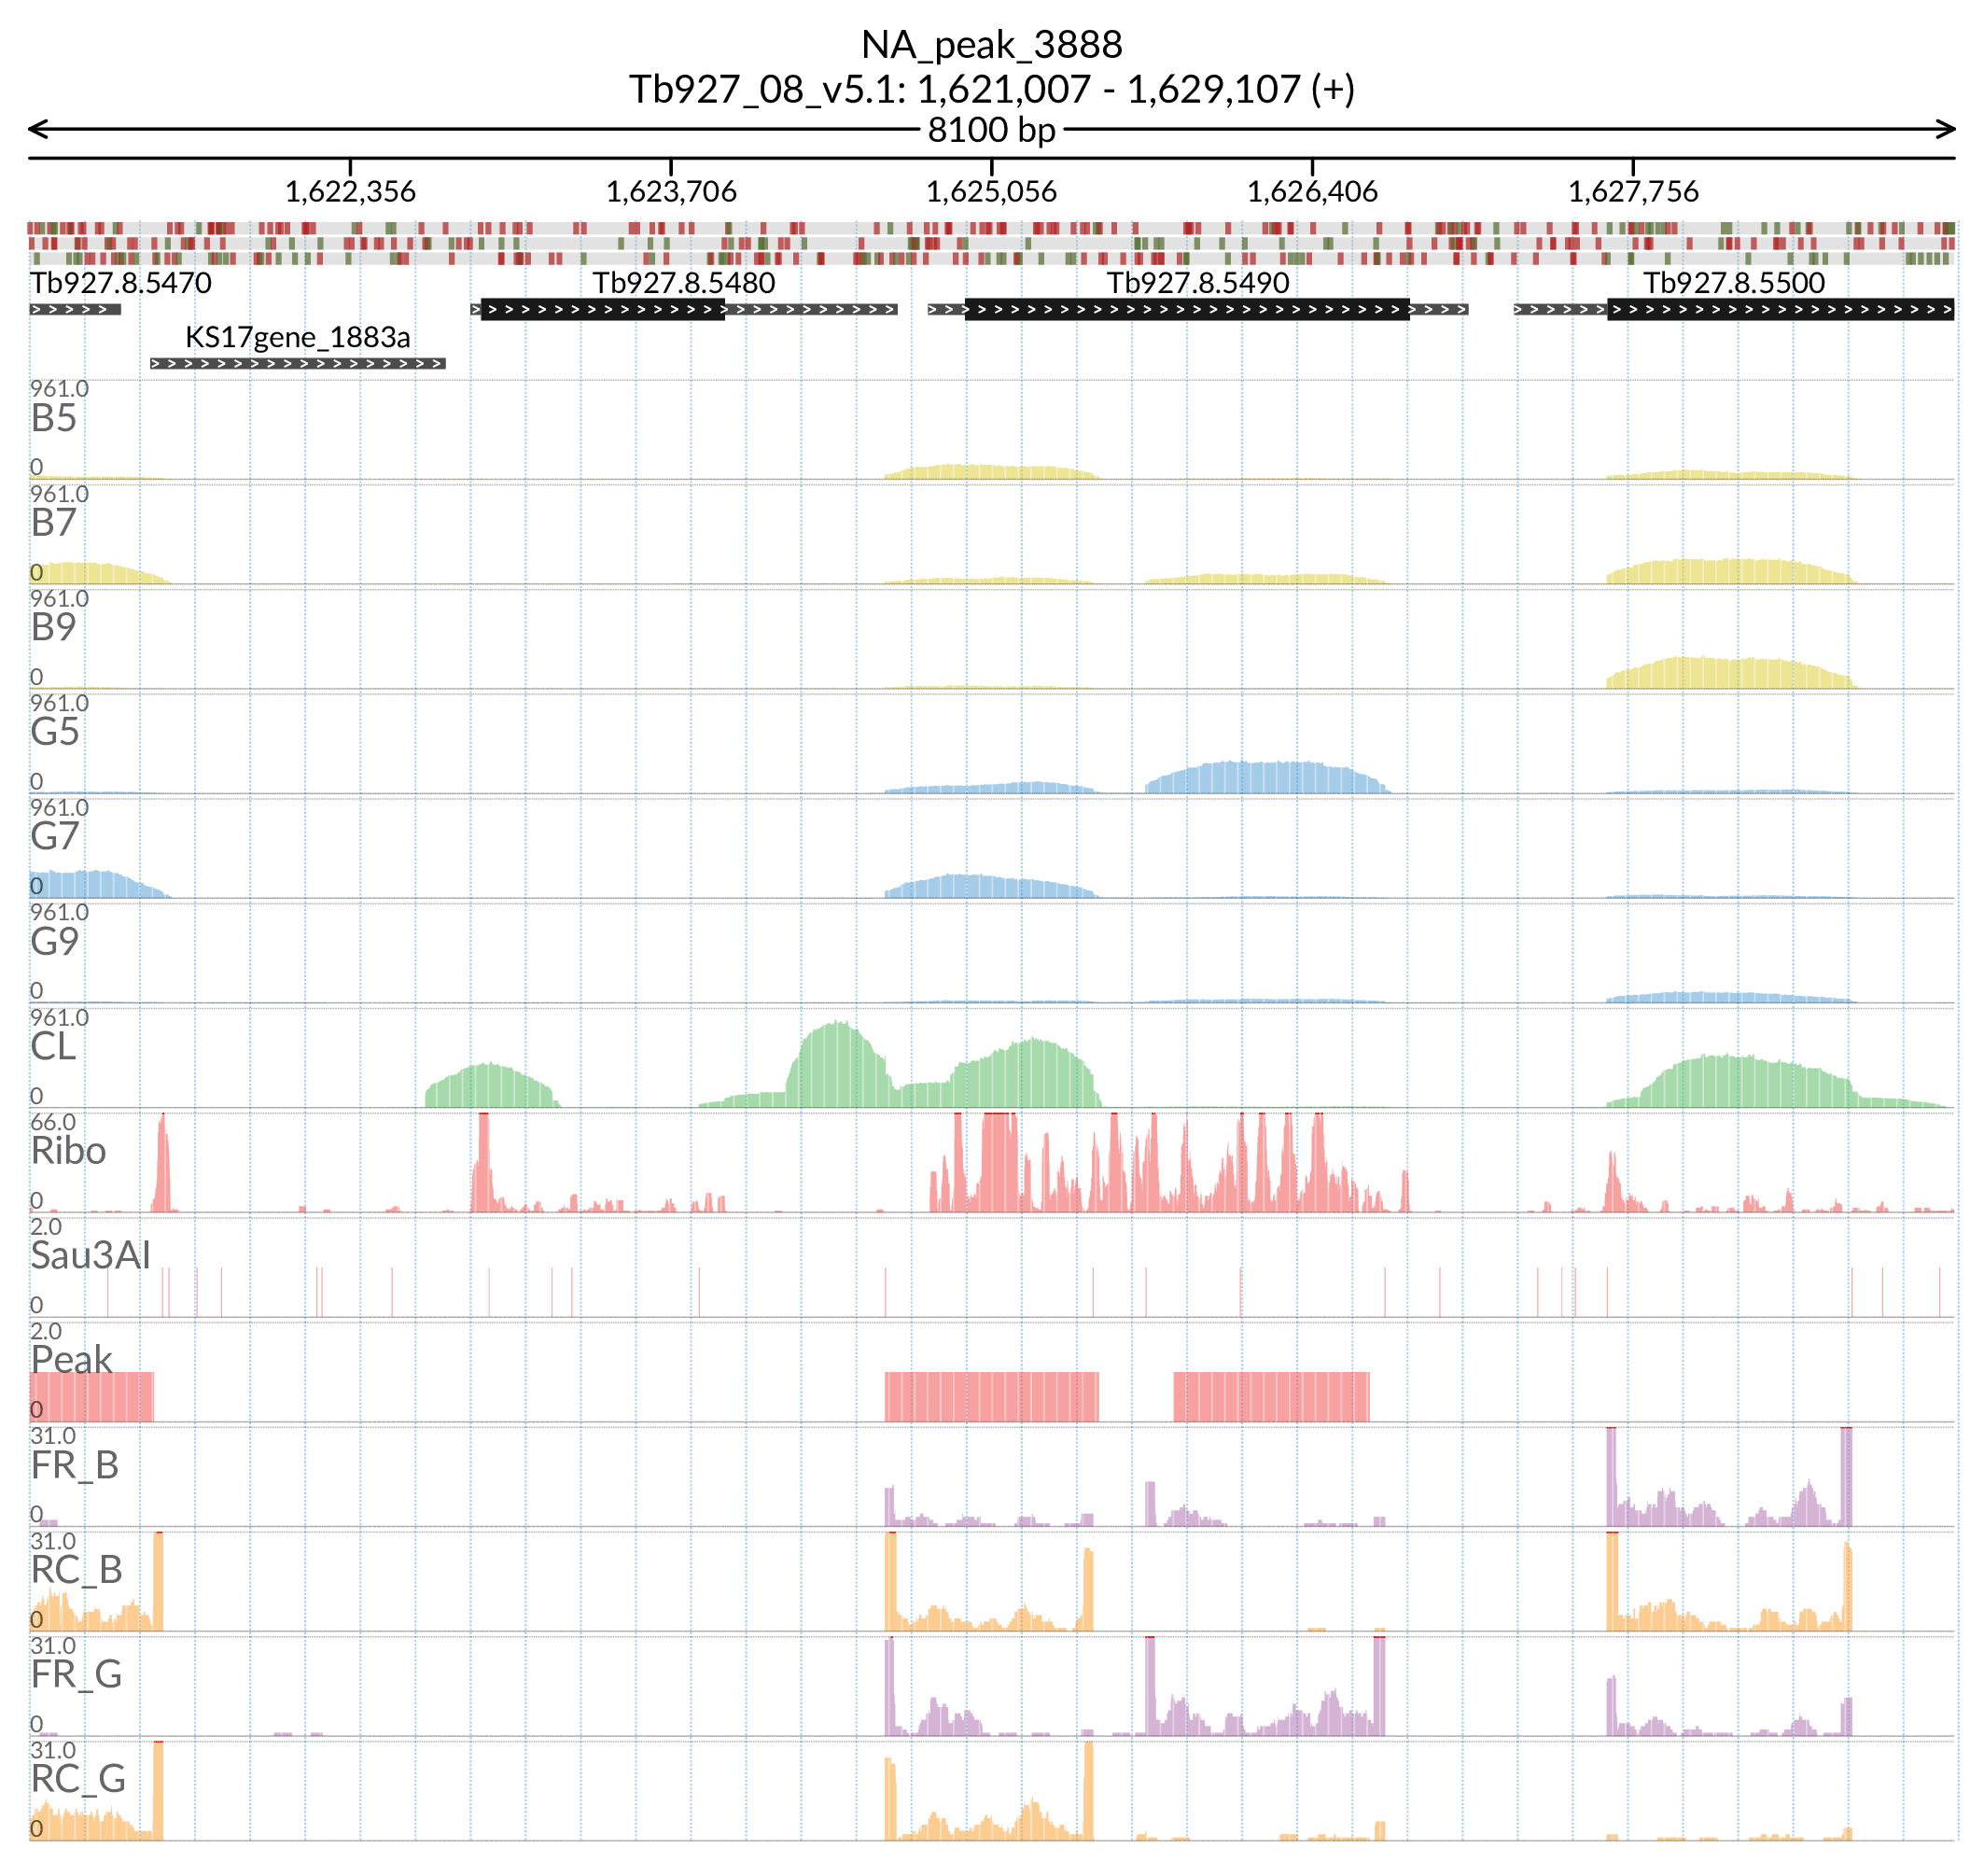 NA_peak_3888
Tb927_08_v5.1: 1,621,007 - 1,629,107 (+)
8100 bp
1,622,356 1,623,706 1,625,056 1,626,406 1,627,756
Tb927.8.5470 Tb927.8.5480 Tb927.8.5490 Tb927.8.5500
KS17gene_1883a
961.0
B5
0
961.0
B7
0
961.0
B9
0
961.0
G5
0
961.0
G7
0
961.0
G9
0
961.0
CL
0
66.0
Ribo
0
2.0
Sau3AI
0
2.0
Peak
0
31.0
FR_B
0
31.0
RC_B
0
31.0
FR_G
0
31.0
RC_G
0